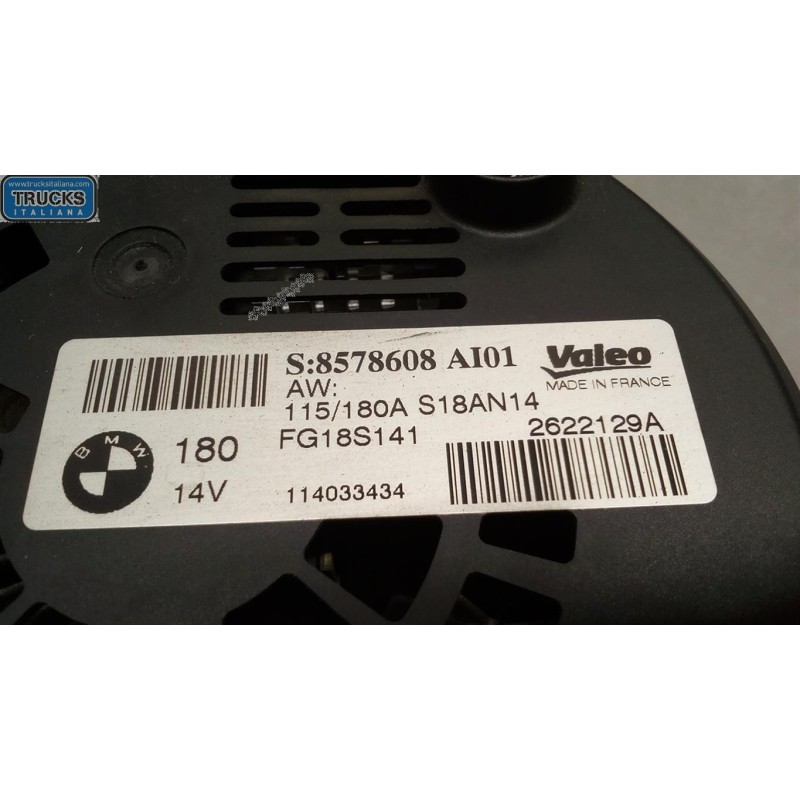 www.trucksitaliana.com
TRUCKS
ITALIANA
S:8578608 AI01
Valeo
AW:
MADE IN FRANCE
115/180A S18AN14
BMW
180
FG18S141
2622129A
14V
114033434